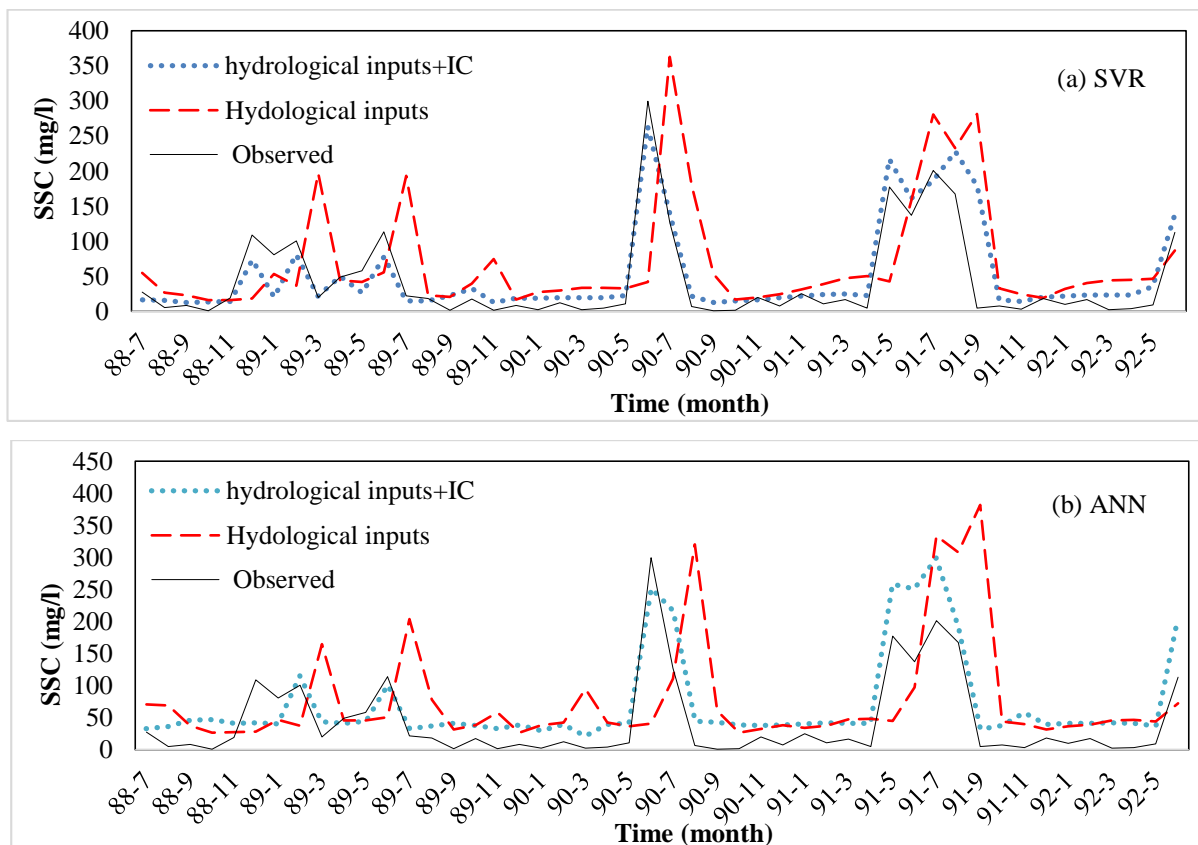 400
350
300
250
200
150
100
50
0
SSC (mg/l)
hydrological inputs+IC
Hydological inputs
Observed
(a) SVR
88-7 88-9 88-11 89-1 89-3 89-5 89-7 89-9 89-11 90-1 90-3 90-5 90-7 90-9 90-11 91-1 91-3 91-5 91-7 91-9 91-11 92-1 92-3 92-5
Time (month)
450
400
350
300
250
200
150
100
50
0
SSC (mg/l)
hydrological inputs+IC
Hydological inputs
Observed
(b) ANN
88-7 88-9 88-11 89-1 89-3 89-5 89-7 89-9 89-11 90-1 90-3 90-5 90-7 90-9 90-11 91-1 91-3 91-5 91-7 91-9 91-11 92-1 92-3 92-5
Time (month)